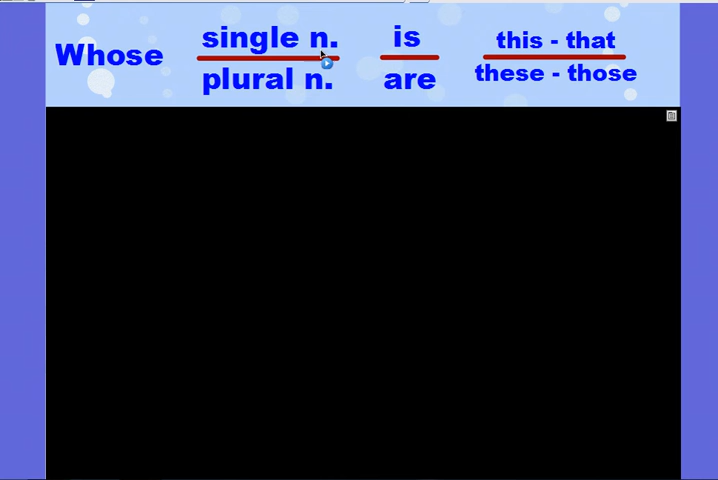 Whose
single n.
plural n.
is
are
this - that
these - those